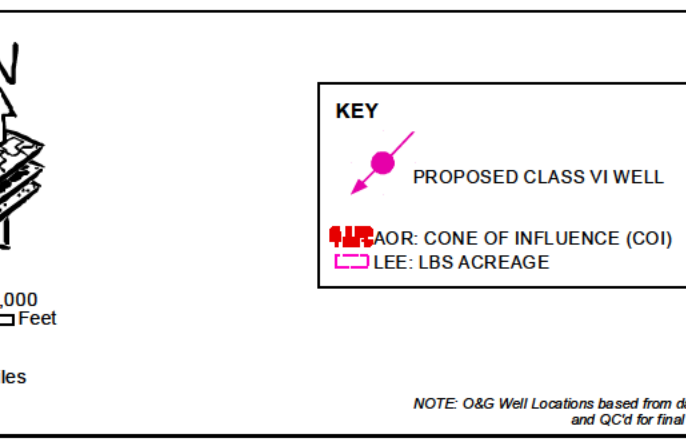 N
KEY
PROPOSED CLASS VI WELL
AOR: CONE OF INFLUENCE (COI)
LEE: LBS ACREAGE
,000
Feet
les
NOTE: O&G Well Locations based from da
and QC'd for final